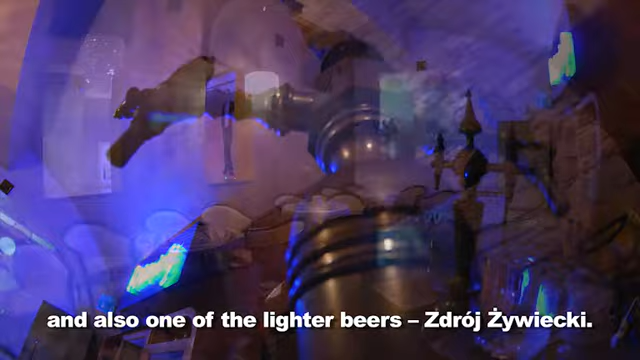 and also one of the lighter beers – Zdrój Żywiecki.